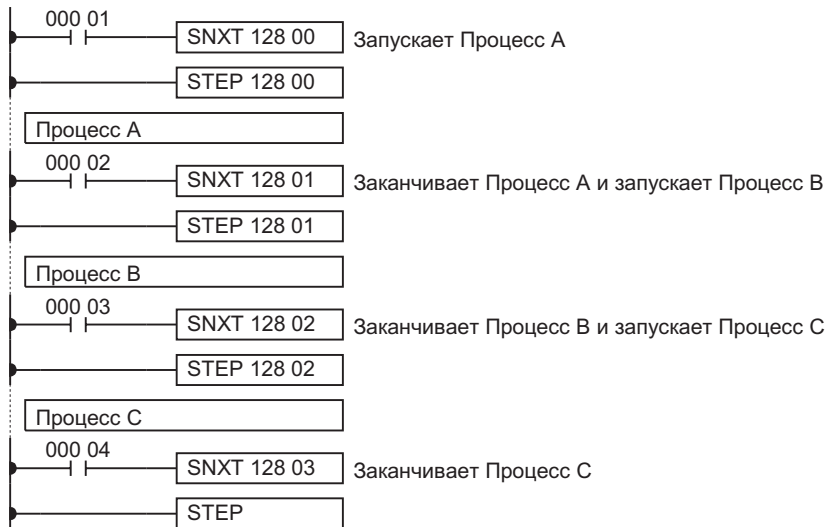 000 01
SNXT 128 00 Запускает Процесс А
STEP 128 00
Процесс А
000 02
SNXT 128 01 Заканчивает Процесс А и запускает Процесс В
STEP 128 01
Процесс В
000 03
SNXT 128 02 Заканчивает Процесс В и запускает Процесс С
STEP 128 02
Процесс С
000 04
SNXT 128 03 Заканчивает Процесс С
STEP